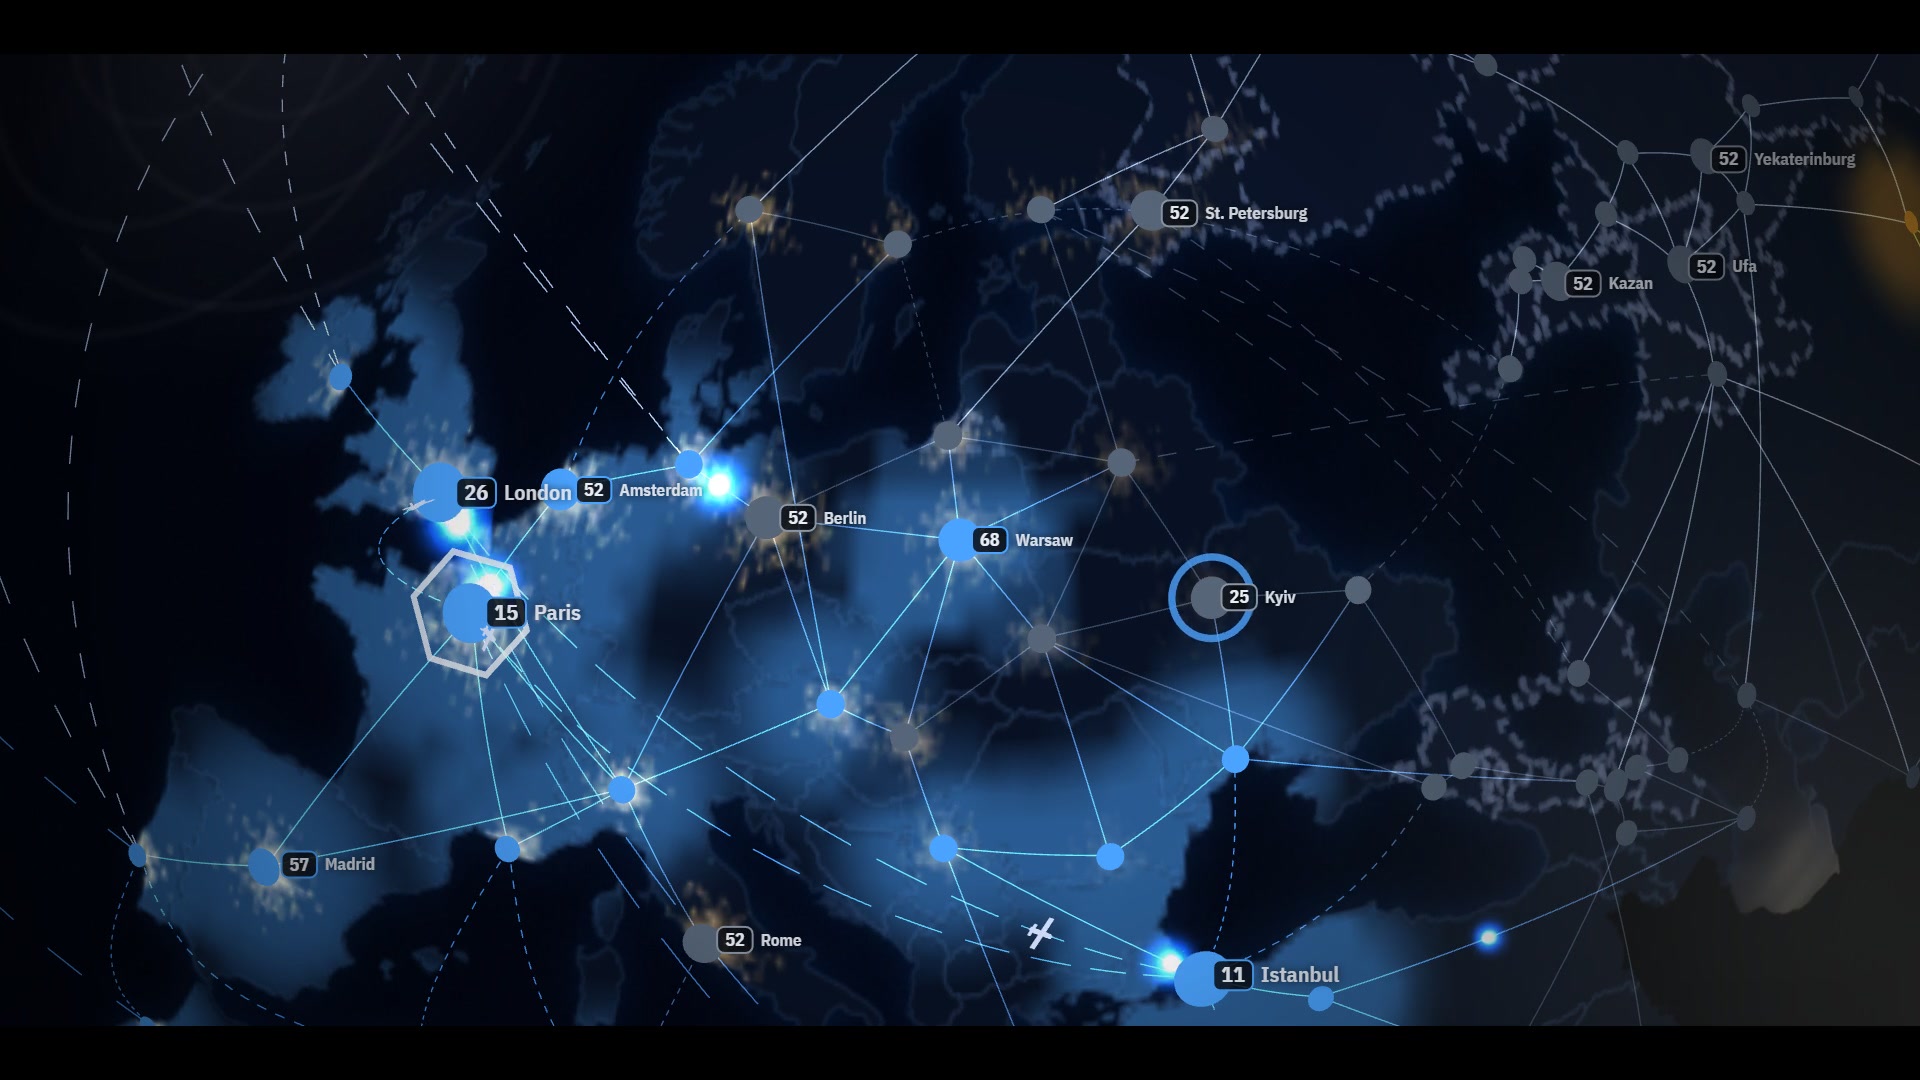 52 Yekaterinburg
52 St. Petersburg
52 Ufa
52 Kazan
26 London
52 Amsterdam
52 Berlin
68 Warsaw
25 Kyiv
15 Paris
57 Madrid
52 Rome
11 Istanbul